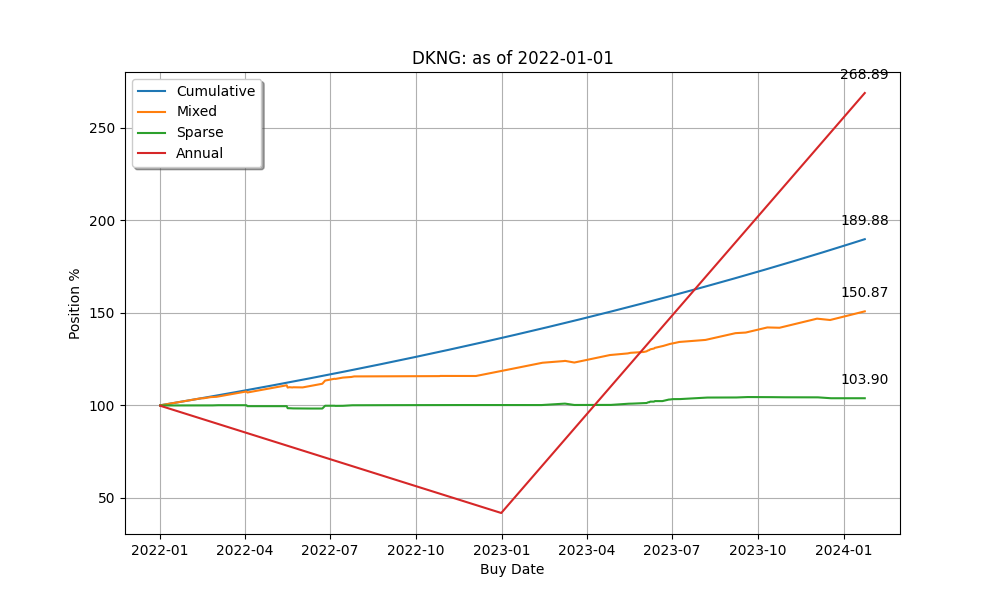 DKNG: as of 2022-01-01
268.89
Cumulative
Mixed
Sparse
Annual
250
200
189.88
150
150.87
103.90
100
50
Position %
2022-01 2022-04 2022-07 2022-10 2023-01 2023-04 2023-07 2023-10 2024-01
Buy Date